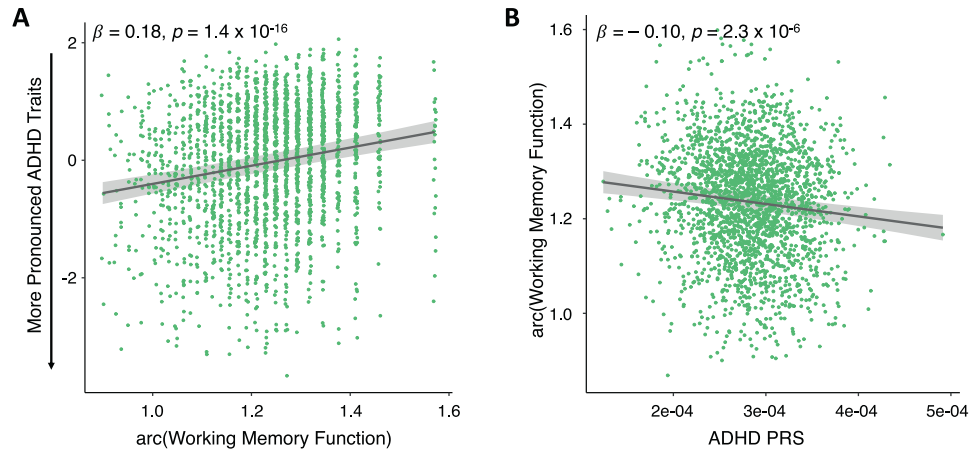 A
β = 0.18, p = 1.4 x 10-16
More Pronounced ADHD Traits
2
0
-2
1.0 1.2 1.4 1.6
arc(Working Memory Function)
B
β = − 0.10, p = 2.3 x 10-6
arc(Working Memory Function)
1.6
1.4
1.2
1.0
2e-04 3e-04 4e-04 5e-04
ADHD PRS